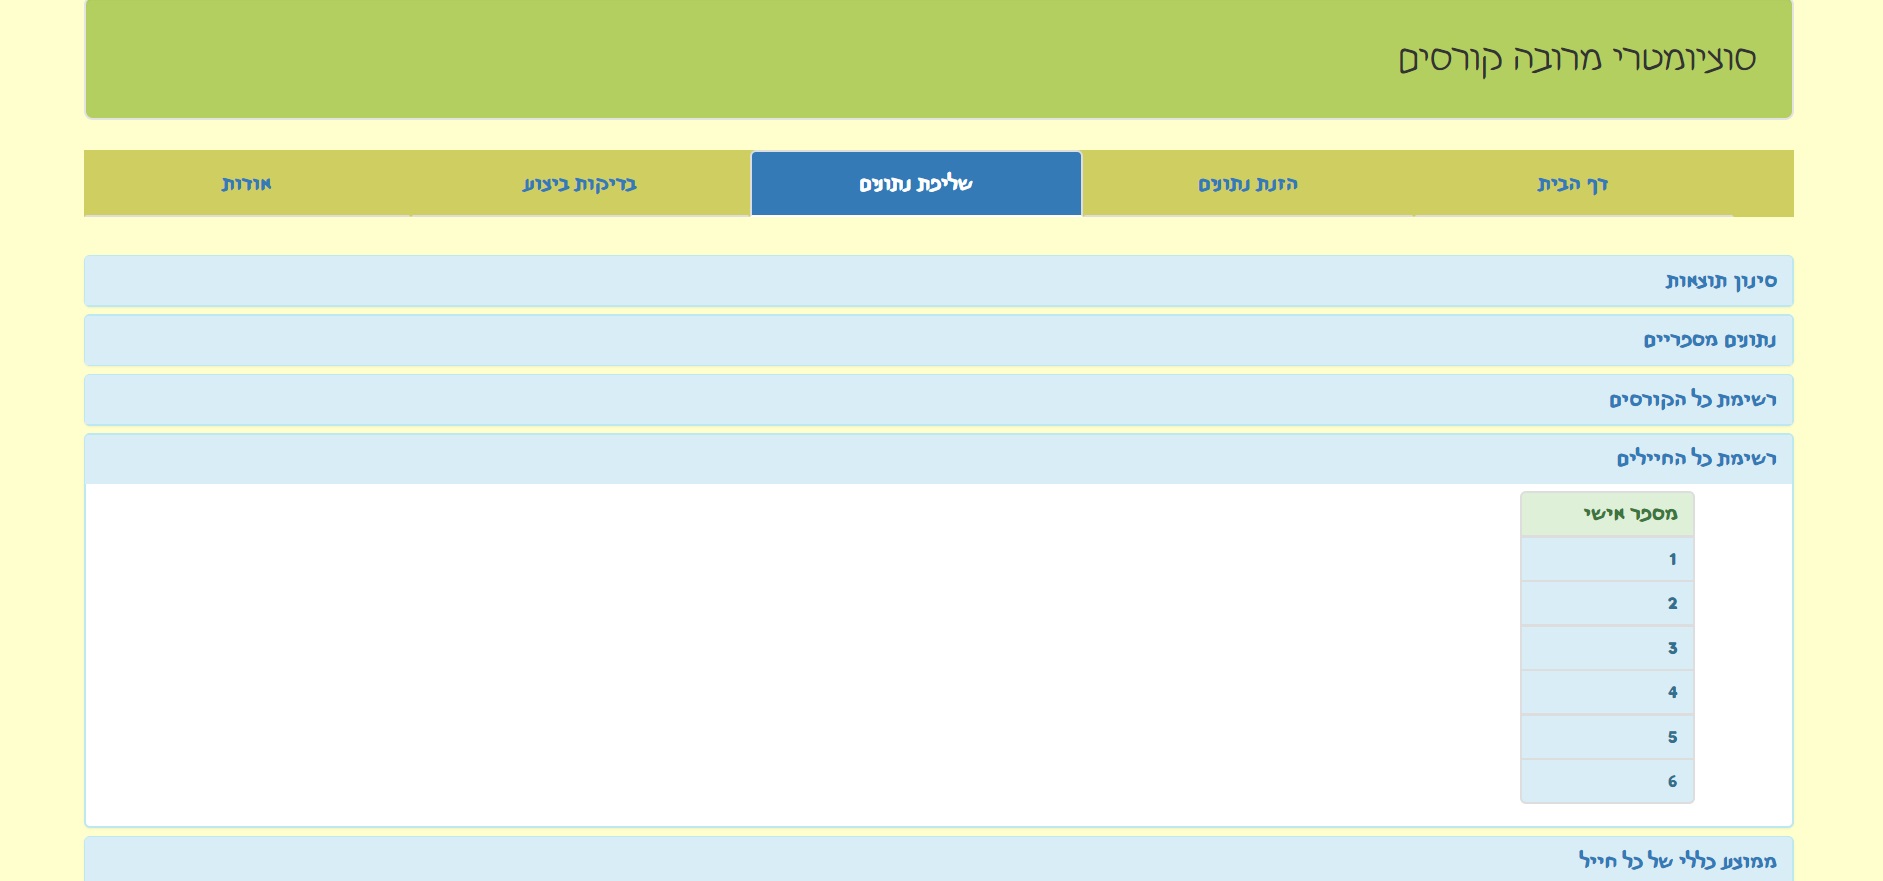 סוציומטרי מרובה קורסים
דף הבית הזנת נתונים שליפת נתונים בדיקות ביצוע אודות
סינון תוצאות
נתונים מספריים
רשימת כל הקורסים
רשימת כל החיילים
מספר אישי
1
2
3
4
5
6
ממוצע כללי של כל חייל